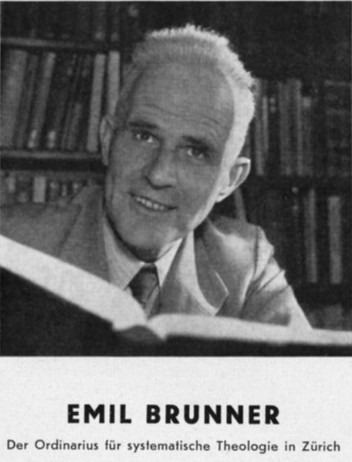 EMIL BRUNNER
Der Ordinarius für systematische Theologie in Zürich